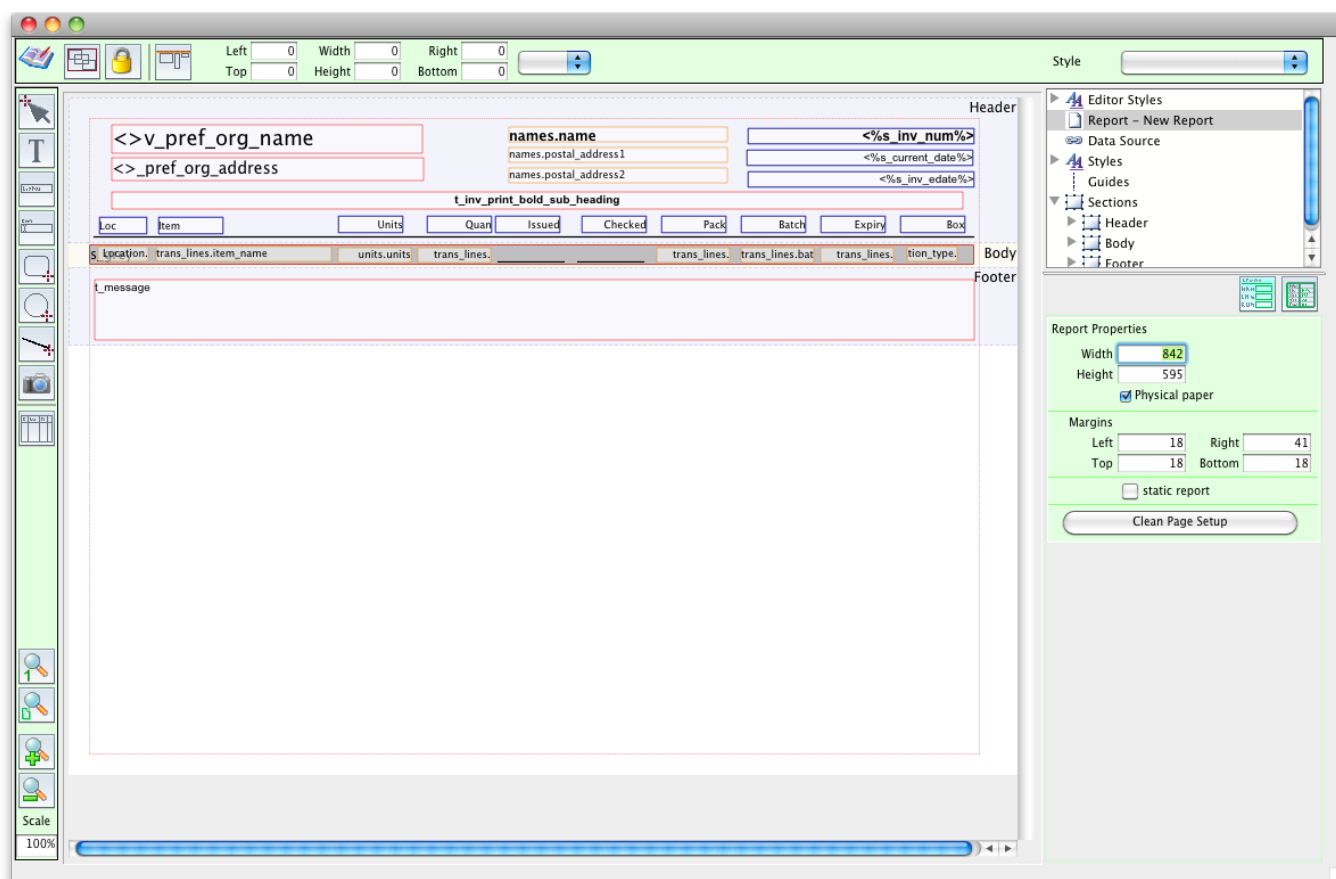 Left 0 Width 0 Right 0
Top 0 Height 0 Bottom 0
Style
Header
<>v_pref_org_name
names.name
<%s_inv_num%>
<>_pref_org_address
names.postal_address1
<%s_current_date%>
names.postal_address2
<%s_inv_edate%>
t_inv_print_bold_sub_heading
Loc Item Units Quan Issued Checked Pack Batch Expiry Box
Location. trans_lines.item_name units.units trans_lines. trans_lines. trans_lines.bat trans_lines. tion_type. Body
Footer
t_message
T
1
Scale
100%
Editor Styles
Report - New Report
Data Source
Styles
Guides
Sections
Header
Body
Footer
Report Properties
Width 842
Height 595
Physical paper
Margins
Left 18 Right 41
Top 18 Bottom 18
static report
Clean Page Setup